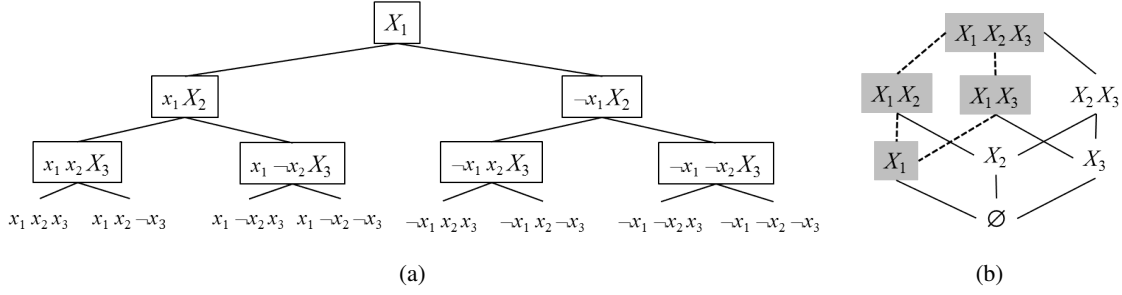 X1
x1 X2
¬x1 X2
x1 x2 X3
x1 ¬x2 X3
¬x1 x2 X3
¬x1 ¬x2 X3
x1 x2 x3
x1 x2 ¬x3
x1 ¬x2 x3
x1 ¬x2 ¬x3
¬x1 x2 x3
¬x1 x2 ¬x3
¬x1 ¬x2 x3
¬x1 ¬x2 ¬x3
(a)
X1 X2 X3
X1 X2
X1 X3
X2 X3
X1
X2
X3
∅
(b)